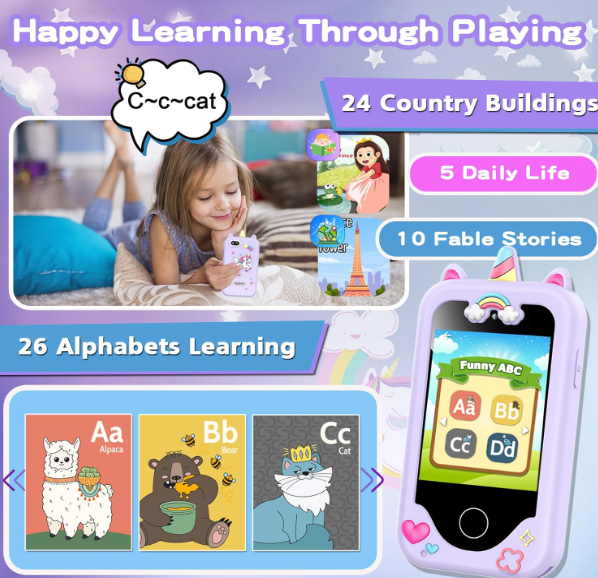 Happy Learning Through Playing
C~c~cat
24 Country Buildings
5 Daily Life
10 Fable Stories
26 Alphabets Learning
Funny ABC
Aa
Bb
Cc
Dd
Aa
Alpaca
Bb
Bear
Cc
Cat